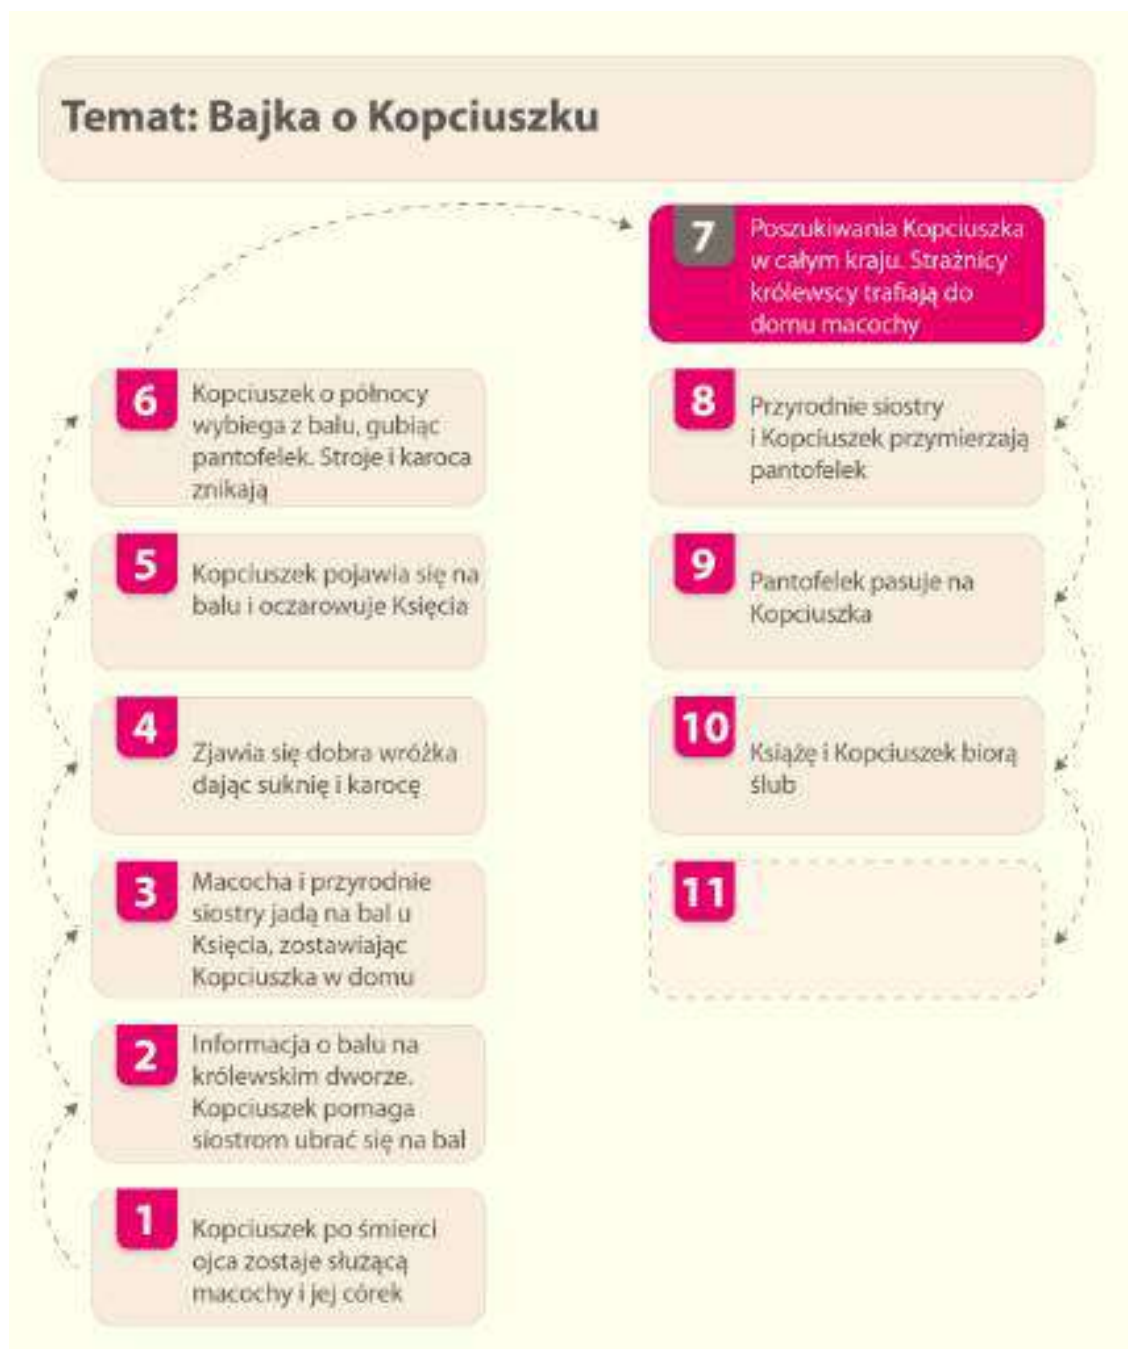 Temat: Bajka o Kopciuszku
7
Poszukiwania Kopciuszka
w całym kraju. Strażnicy
królewscy trafiają do
domu macochy
6
Kopciuszek o północy
wybiega z balu, gubiąc
pantofelek. Stroje i karoca
znikają
8
Przyrodnie siostry
i Kopciuszek przymierzają
pantofelek
5
Kopciuszek pojawia się na
balu i oczarowuje Księcia
9
Pantofelek pasuje na
Kopciuszka
4
Zjawia się dobra wróżka
dając suknię i karocę
10
Książę i Kopciuszek biorą
ślub
3
Macocha i przyrodnie
siostry jadą na bal u
Księcia, zostawiając
Kopciuszka w domu
11
2
Informacja o balu na
królewskim dworze.
Kopciuszek pomaga
siostrom ubrać się na bal
1
Kopciuszek po śmierci
ojca zostaje służącą
macochy i jej córek